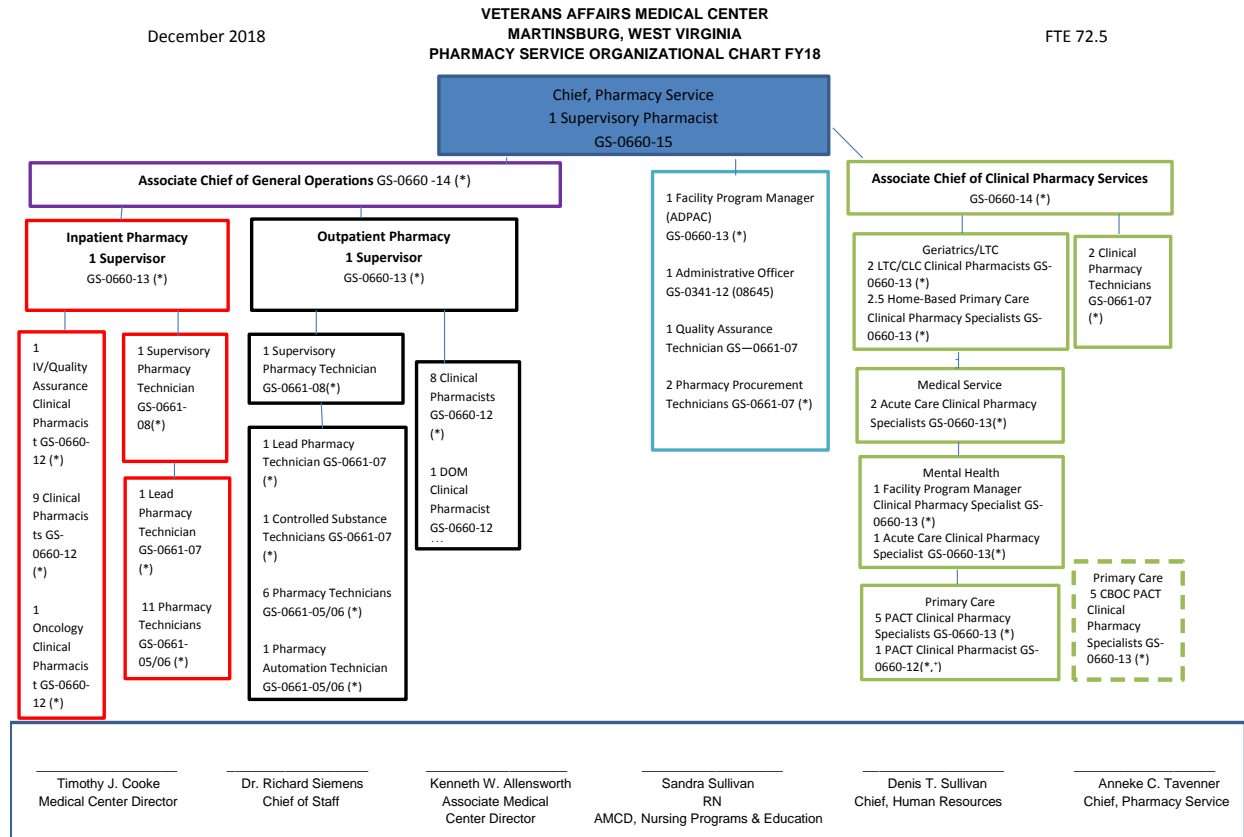 VETERANS AFFAIRS MEDICAL CENTER
MARTINSBURG, WEST VIRGINIA
PHARMACY SERVICE ORGANIZATIONAL CHART FY18
December 2018
FTE 72.5
Chief, Pharmacy Service
1 Supervisory Pharmacist
GS-0660-15
Associate Chief of General Operations GS-0660 -14 (*)
Inpatient Pharmacy
1 Supervisor
GS-0660-13 (*)
1
IV/Quality
Assurance
Clinical
Pharmacis
t GS-0660-
12 (*)
9 Clinical
Pharmacis
ts GS-
0660-12
(*)
1
Oncology
Clinical
Pharmacis
t GS-0660-
12 (*)
1 Supervisory
Pharmacy
Technician
GS-0661-
08(*)
1 Lead
Pharmacy
Technician
GS-0661-07
(*)
11 Pharmacy
Technicians
GS-0661-
05/06 (*)
Outpatient Pharmacy
1 Supervisor
GS-0660-13 (*)
1 Supervisory
Pharmacy Technician
GS-0661-08(*)
1 Lead Pharmacy
Technician GS-0661-07
(*)
1 Controlled Substance
Technicians GS-0661-07
(*)
6 Pharmacy Technicians
GS-0661-05/06 (*)
1 Pharmacy
Automation Technician
GS-0661-05/06 (*)
8 Clinical
Pharmacists
GS-0660-12
(*)
1 DOM
Clinical
Pharmacist
GS-0660-12
1 Facility Program Manager
(ADPAC)
GS-0660-13 (*)
1 Administrative Officer
GS-0341-12 (08645)
1 Quality Assurance
Technician GS—0661-07
2 Pharmacy Procurement
Technicians GS-0661-07 (*)
Associate Chief of Clinical Pharmacy Services
GS-0660-14 (*)
Geriatrics/LTC
2 LTC/CLC Clinical Pharmacists GS-
0660-13 (*)
2.5 Home-Based Primary Care
Clinical Pharmacy Specialists GS-
0660-13 (*)
2 Clinical
Pharmacy
Technicians
GS-0661-07
(*)
Medical Service
2 Acute Care Clinical Pharmacy
Specialists GS-0660-13(*)
Mental Health
1 Facility Program Manager
Clinical Pharmacy Specialist GS-
0660-13 (*)
1 Acute Care Clinical Pharmacy
Specialist GS-0660-13(*)
Primary Care
5 PACT Clinical Pharmacy
Specialists GS-0660-13 (*)
1 PACT Clinical Pharmacist GS-
0660-12(*,+)
Primary Care
5 CBOC PACT
Clinical
Pharmacy
Specialists GS-
0660-13 (*)
Timothy J. Cooke
Medical Center Director
Dr. Richard Siemens
Chief of Staff
Kenneth W. Allensworth
Associate Medical
Center Director
Sandra Sullivan
RN
AMCD, Nursing Programs & Education
Denis T. Sullivan
Chief, Human Resources
Anneke C. Tavenner
Chief, Pharmacy Service